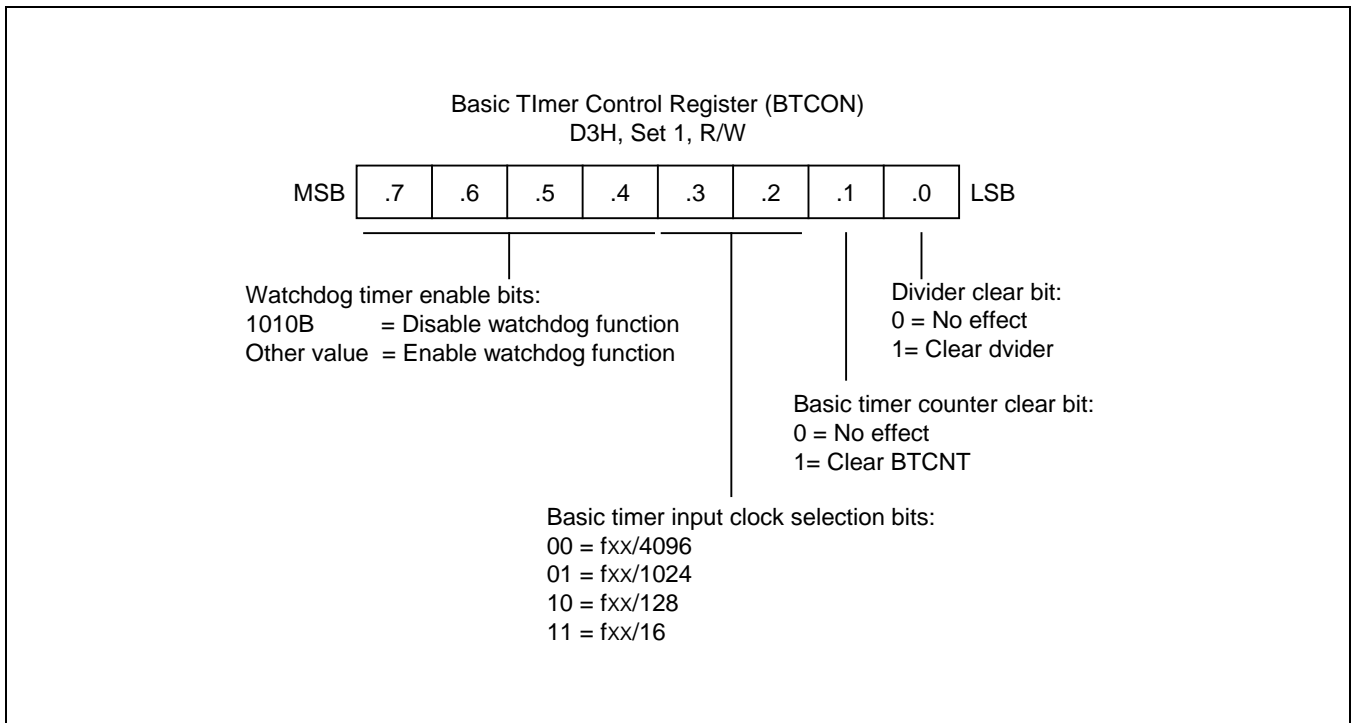 Basic TImer Control Register (BTCON)
D3H, Set 1, R/W
MSB .7 .6 .5 .4 .3 .2 .1 .0 LSB
Watchdog timer enable bits:
1010B = Disable watchdog function
Other value = Enable watchdog function
Divider clear bit:
0 = No effect
1= Clear dvider
Basic timer counter clear bit:
0 = No effect
1= Clear BTCNT
Basic timer input clock selection bits:
00 = fxx/4096
01 = fxx/1024
10 = fxx/128
11 = fxx/16